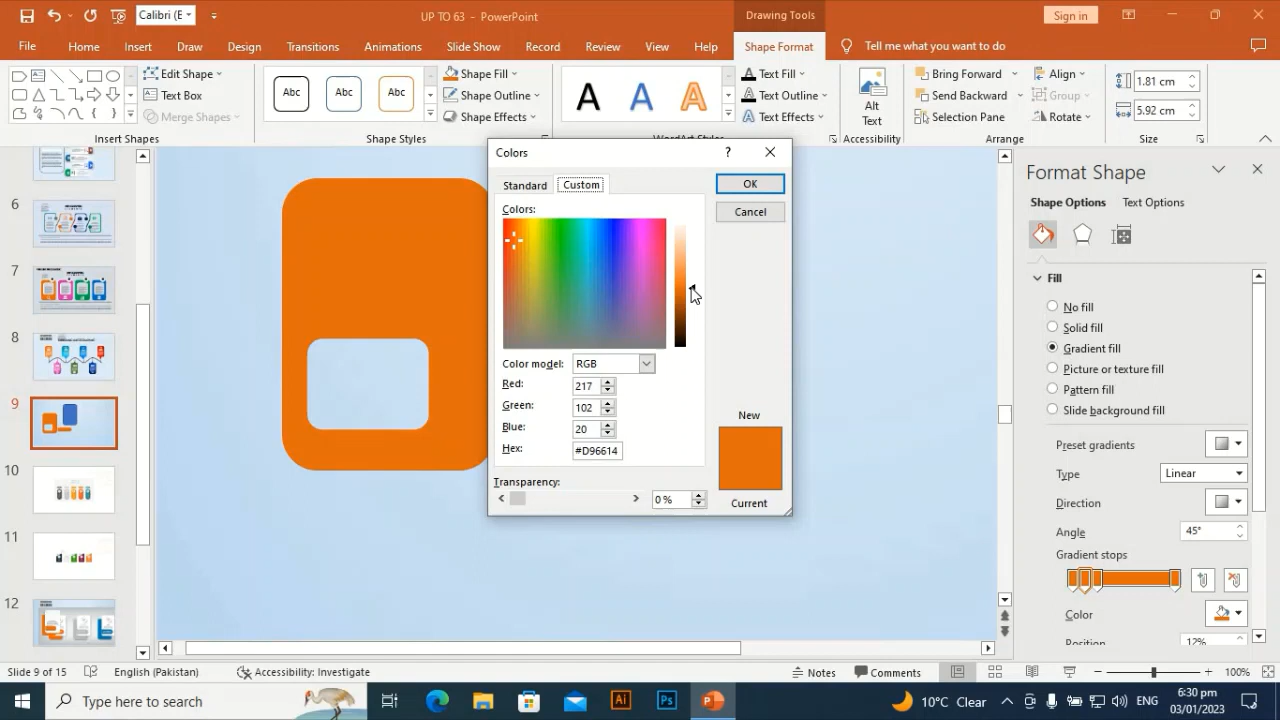 Calibri (E
UP TO 63 - PowerPoint
Drawing Tools
Sign in
File
Home
Insert
Draw
Design
Transitions
Animations
Slide Show
Record
Review
View
Help
Shape Format
Tell me what you want to do
Edit Shape
Text Box
Merge Shapes
Insert Shapes
Abc
Abc
Abc
Shape Fill
Shape Outline
Shape Effects
Shape Styles
A
A
A
Text Fill
Text Outline
Text Effects
WordArt Styles
Alt
Text
Accessibility
Bring Forward
Send Backward
Selection Pane
Align
Group
Rotate
Arrange
1.81 cm
5.92 cm
Size
6
7
8
9
10
11
12
Colors
?
Standard
Custom
OK
Cancel
Colors:
Color model:
RGB
Red:
217
Green:
102
Blue:
20
Hex:
#D96614
Transparency:
0 %
New
Current
Format Shape
Shape Options
Text Options
Fill
No fill
Solid fill
Gradient fill
Picture or texture fill
Pattern fill
Slide background fill
Preset gradients
Type
Linear
Direction
Angle
45°
Gradient stops
Color
Position
12%
Slide 9 of 15
English (Pakistan)
Accessibility: Investigate
Notes
Comments
100%
Type here to search
Ai
Ps
P
10°C Clear
ENG
6:30 pm
03/01/2023